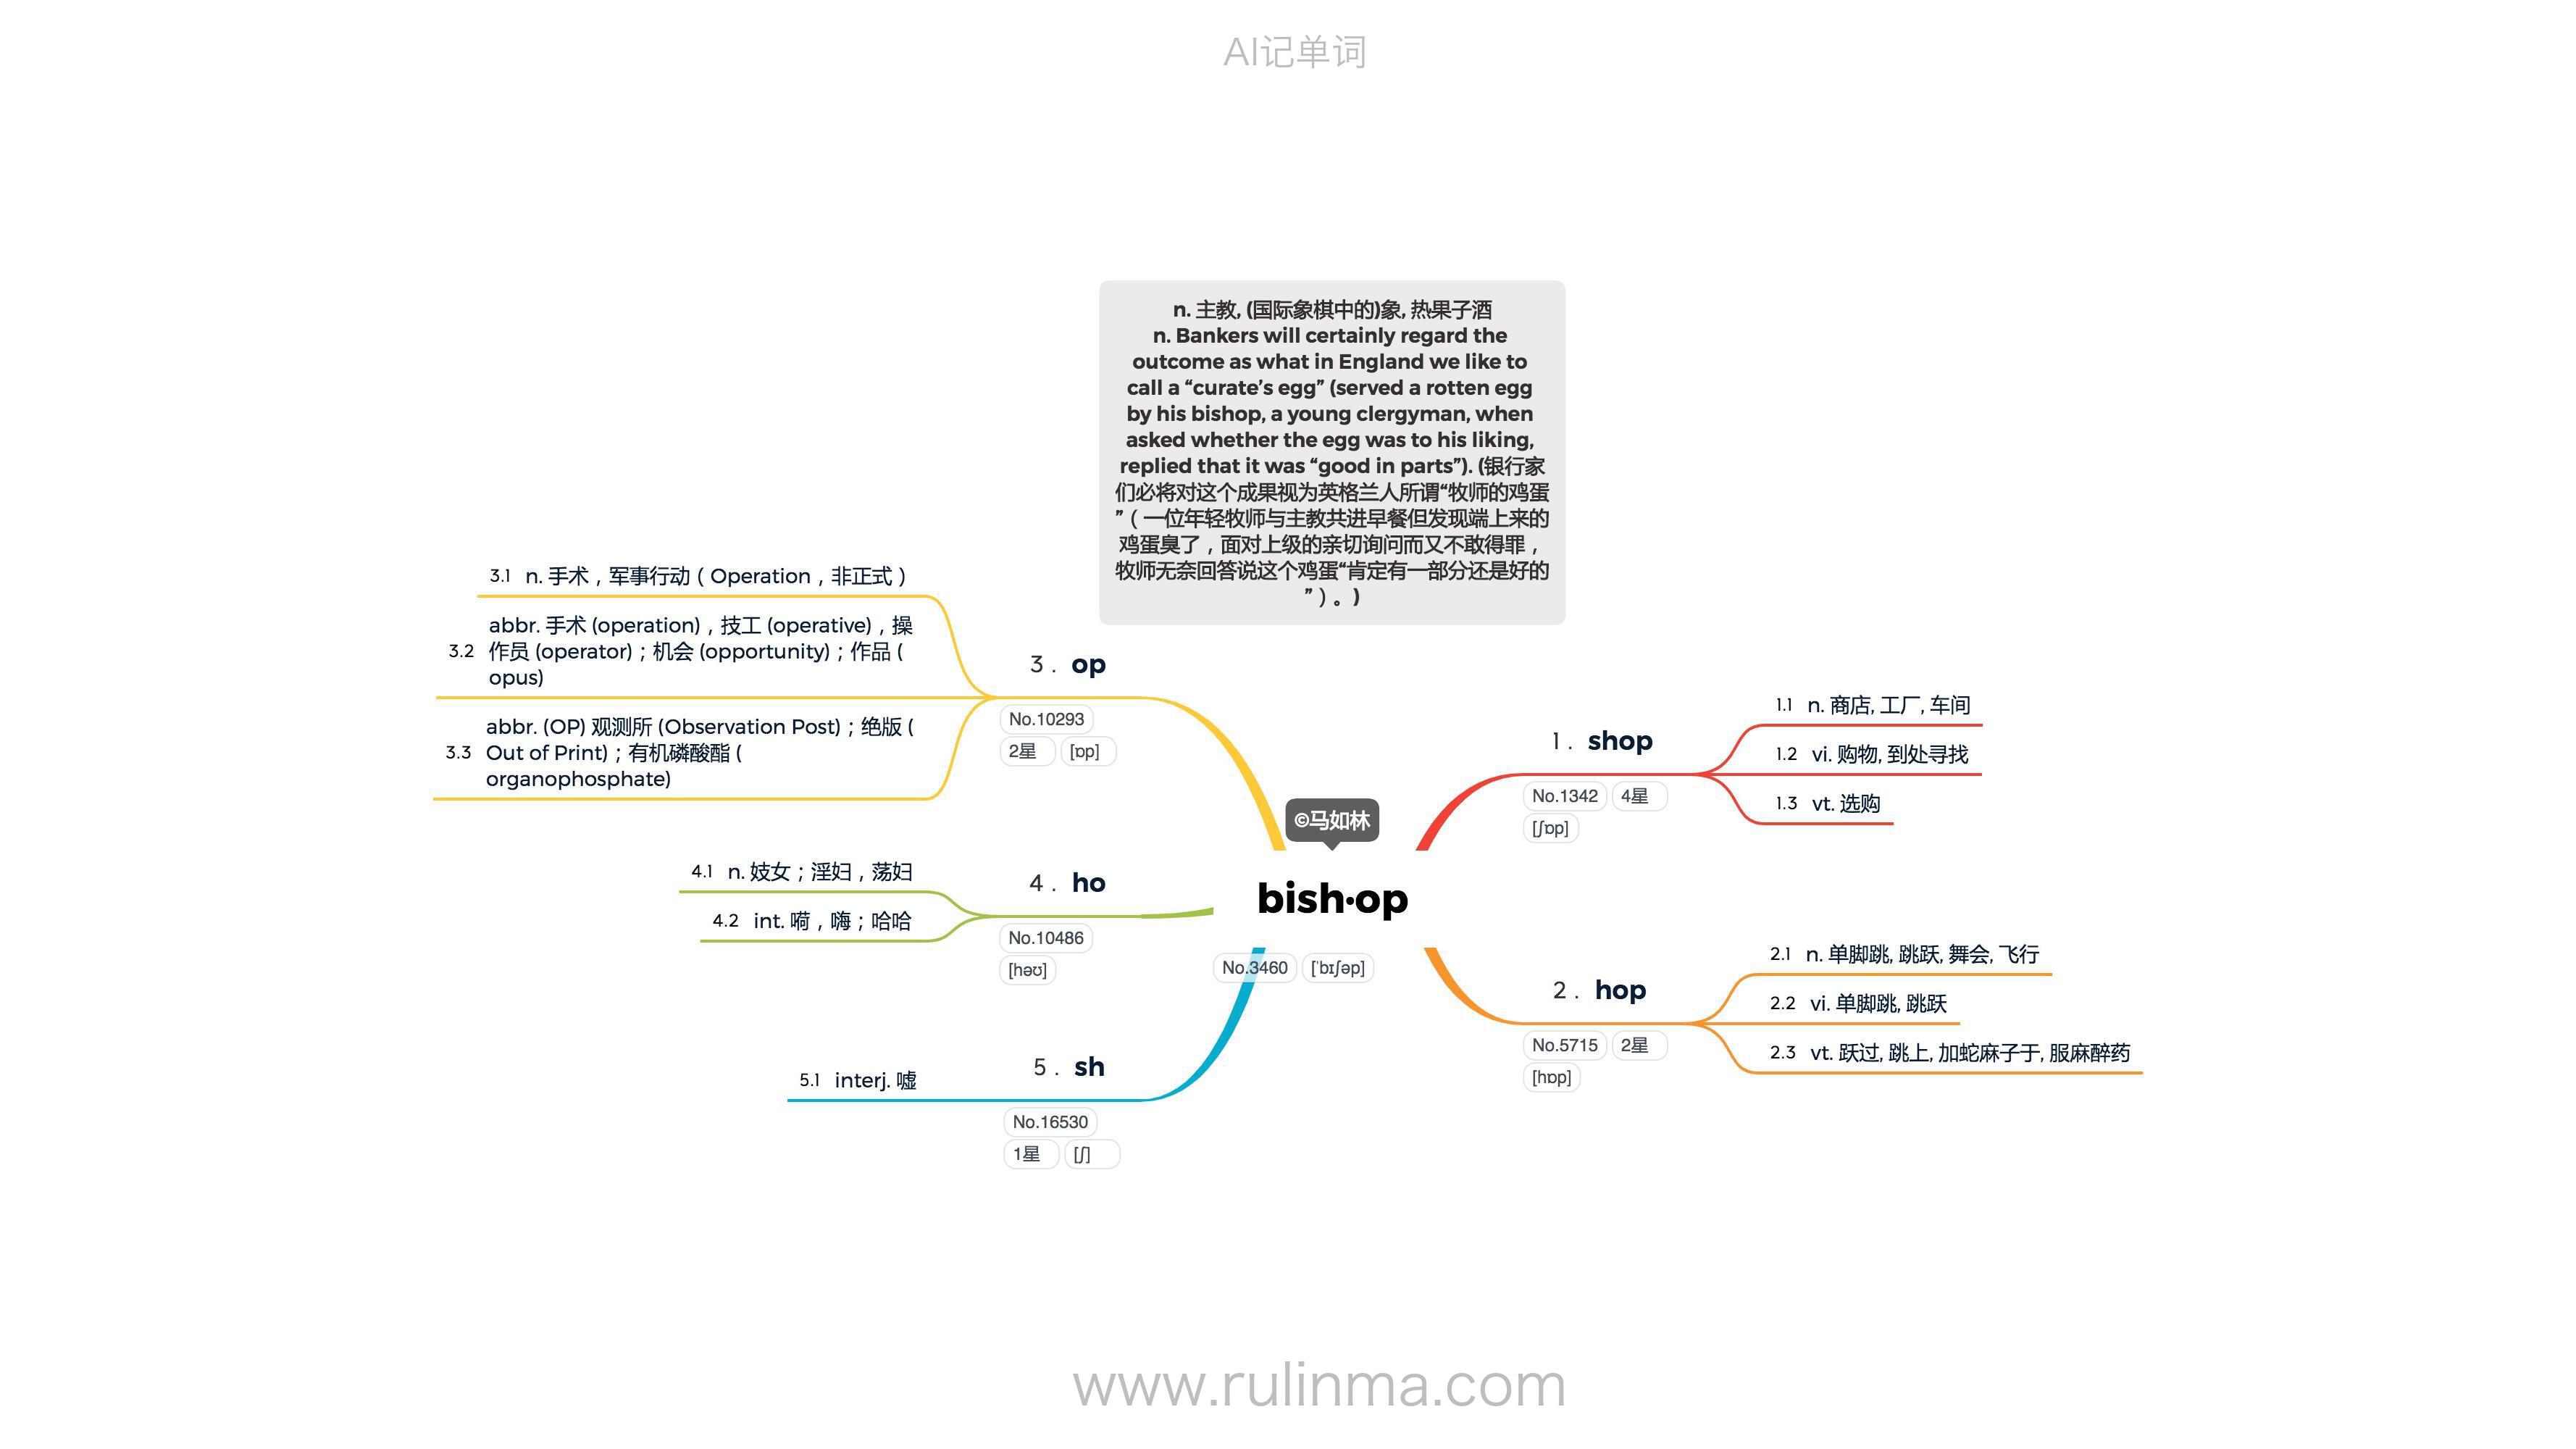 AI记单词
n. 主教, (国际象棋中的)象, 热果子酒
n. Bankers will certainly regard the
outcome as what in England we like to
call a “curate’s egg” (served a rotten egg
by his bishop, a young clergyman, when
asked whether the egg was to his liking,
replied that it was “good in parts”). (银行家
们必将对这个成果视为英格兰人所谓“牧师的鸡蛋
”（一位年轻牧师与主教共进早餐但发现端上来的
鸡蛋臭了，面对上级的亲切询问而又不敢得罪，
牧师无奈回答说这个鸡蛋“肯定有一部分还是好的
”）。)
©马如林
bish·op
No.3460 [ˈbɪʃəp]
1. shop
No.1342 4星
[ʃɒp]
1.1 n. 商店, 工厂, 车间
1.2 vi. 购物, 到处寻找
1.3 vt. 选购
2. hop
No.5715 2星
[hɒp]
2.1 n. 单脚跳, 跳跃, 舞会, 飞行
2.2 vi. 单脚跳, 跳跃
2.3 vt. 跃过, 跳上, 加蛇麻子于, 服麻醉药
3. op
No.10293
2星 [ɒp]
3.1 n. 手术，军事行动（Operation，非正式）
3.2 abbr. 手术 (operation)，技工 (operative)，操
作员 (operator)；机会 (opportunity)；作品 (
opus)
3.3 abbr. (OP) 观测所 (Observation Post)；绝版 (
Out of Print)；有机磷酸酯 (
organophosphate)
4. ho
No.10486
[həʊ]
4.1 n. 妓女；淫妇，荡妇
4.2 int. 嗬，嗨；哈哈
5. sh
No.16530
1星 [ʃ]
5.1 interj. 嘘
www.rulinma.com